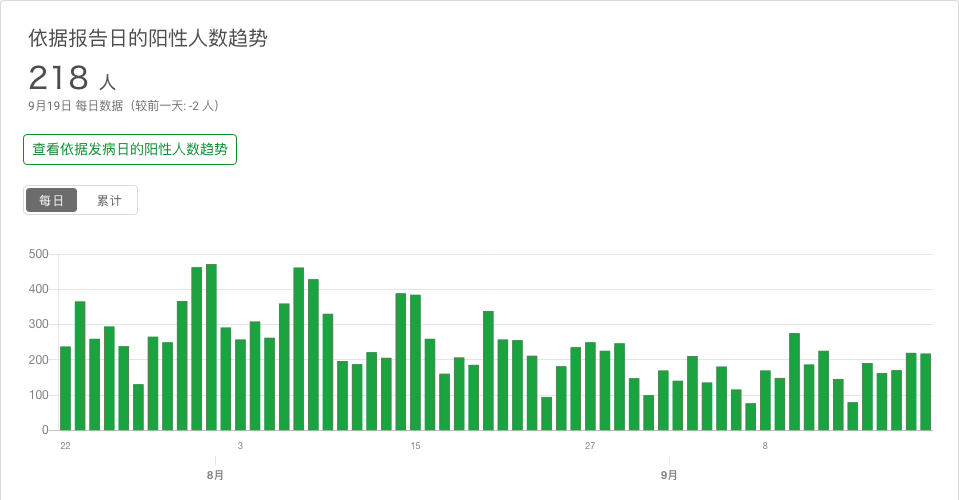 依据报告日的阳性人数趋势
218 人
9月19日 每日数据（较前一天: -2 人）
查看依据发病日的阳性人数趋势
每日 累计
500
400
300
200
100
0
22 3 15 27 8
8月 9月